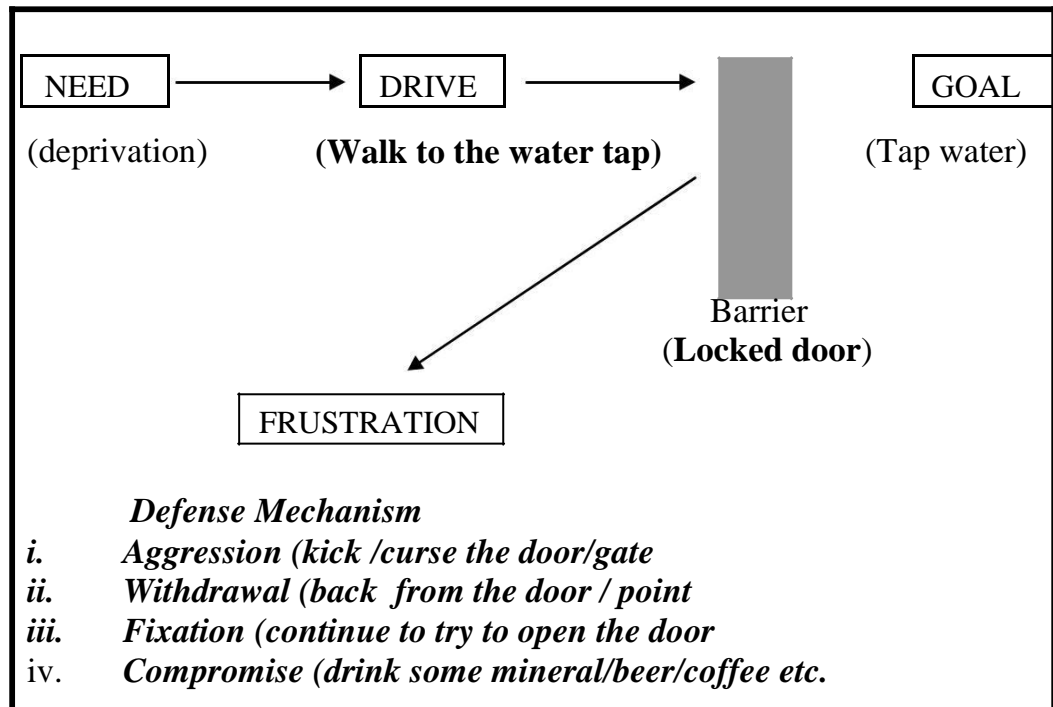 NEED DRIVE GOAL
(deprivation) (Walk to the water tap) (Tap water)
Barrier
(Locked door)
FRUSTRATION
Defense Mechanism
i. Aggression (kick /curse the door/gate
ii. Withdrawal (back from the door / point
iii. Fixation (continue to try to open the door
iv. Compromise (drink some mineral/beer/coffee etc.